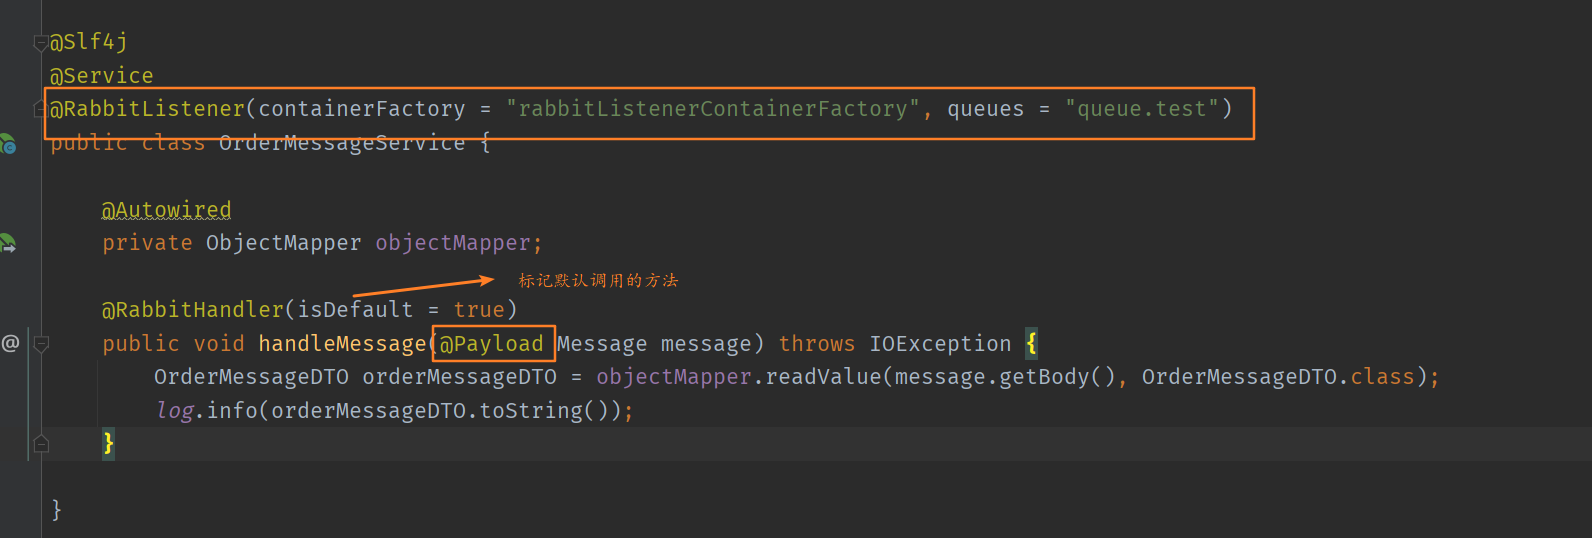 @Slf4j
@Service
@RabbitListener(containerFactory = "rabbitListenerContainerFactory", queues = "queue.test")
public class OrderMessageService {
@Autowired
private ObjectMapper objectMapper;
标记默认调用的方法
@RabbitHandler(isDefault = true)
public void handleMessage(@Payload Message message) throws IOException {
OrderMessageDTO orderMessageDTO = objectMapper.readValue(message.getBody(), OrderMessageDTO.class);
log.info(orderMessageDTO.toString());
}
}